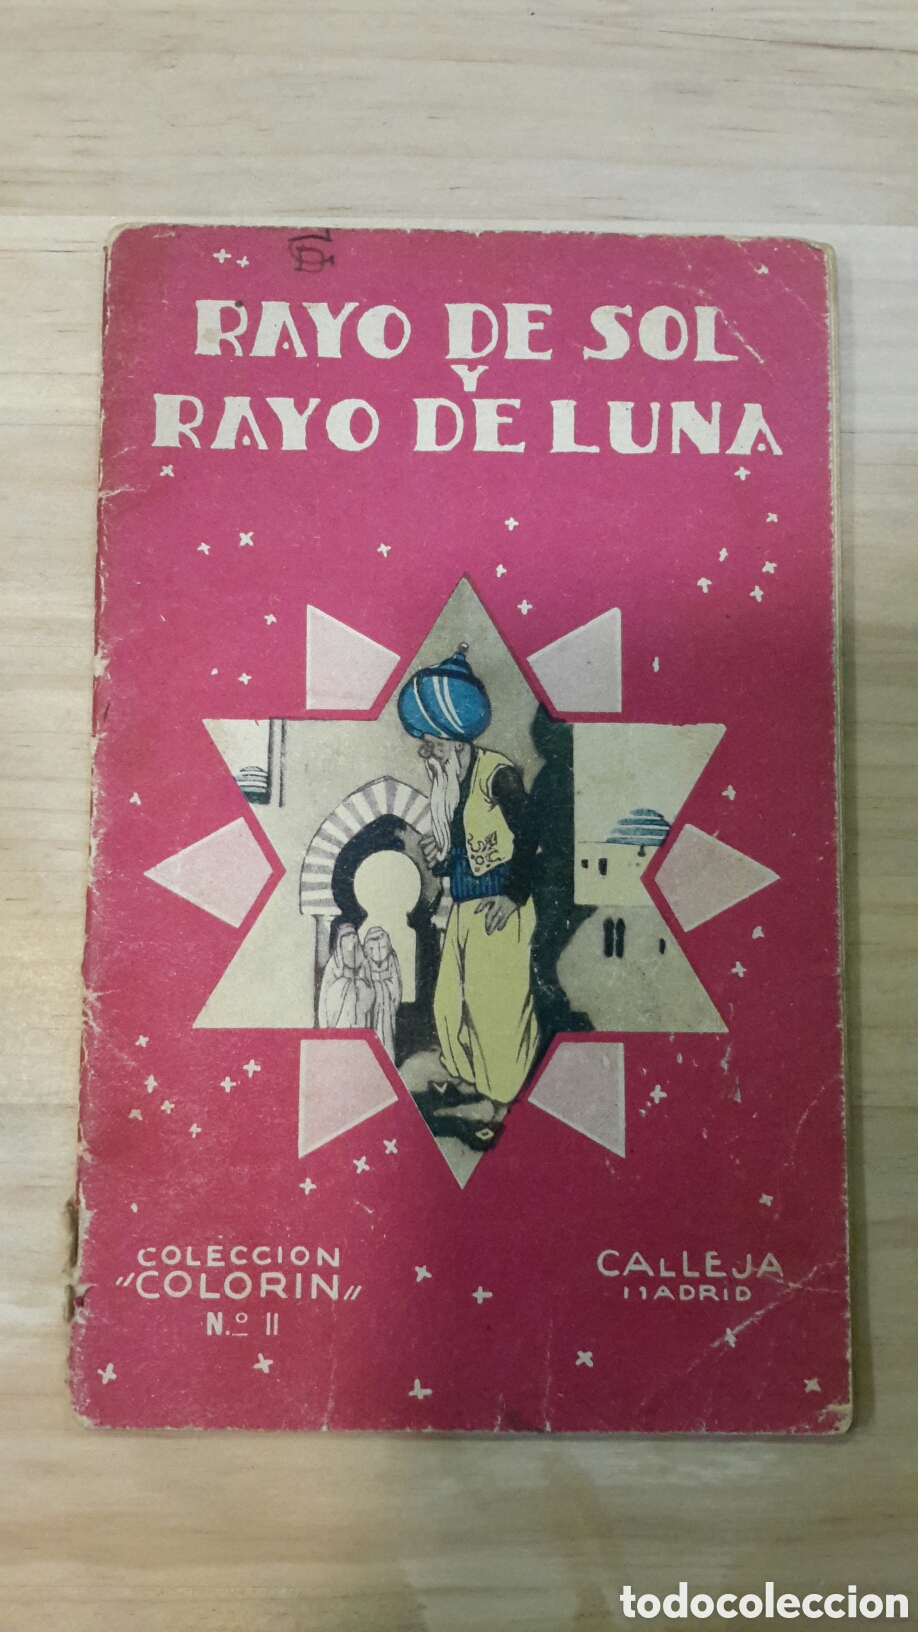 RAYO DE SOL
Y
RAYO DE LUNA
COLECCION
"COLORIN"
N.º 11
CALLEJA
MADRID
todocoleccion